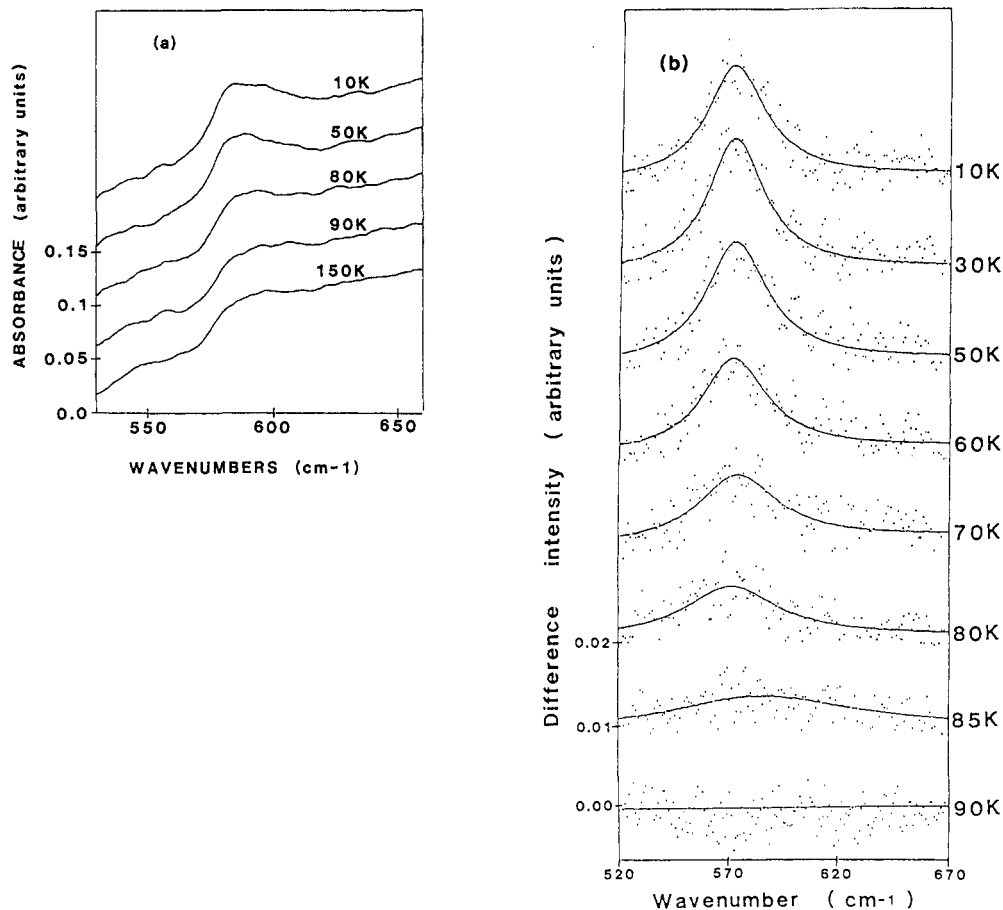 (a)
10K
50K
80K
90K
150K
ABSORBANCE (arbitrary units)
0.15
0.1
0.05
0.0
550
600
650
WAVENUMBERS (cm-1)
(b)
10K
30K
50K
60K
70K
80K
85K
90K
Difference intensity ( arbitrary units )
0.02
0.01
0.00
520
570
620
670
Wavenumber ( cm-1 )